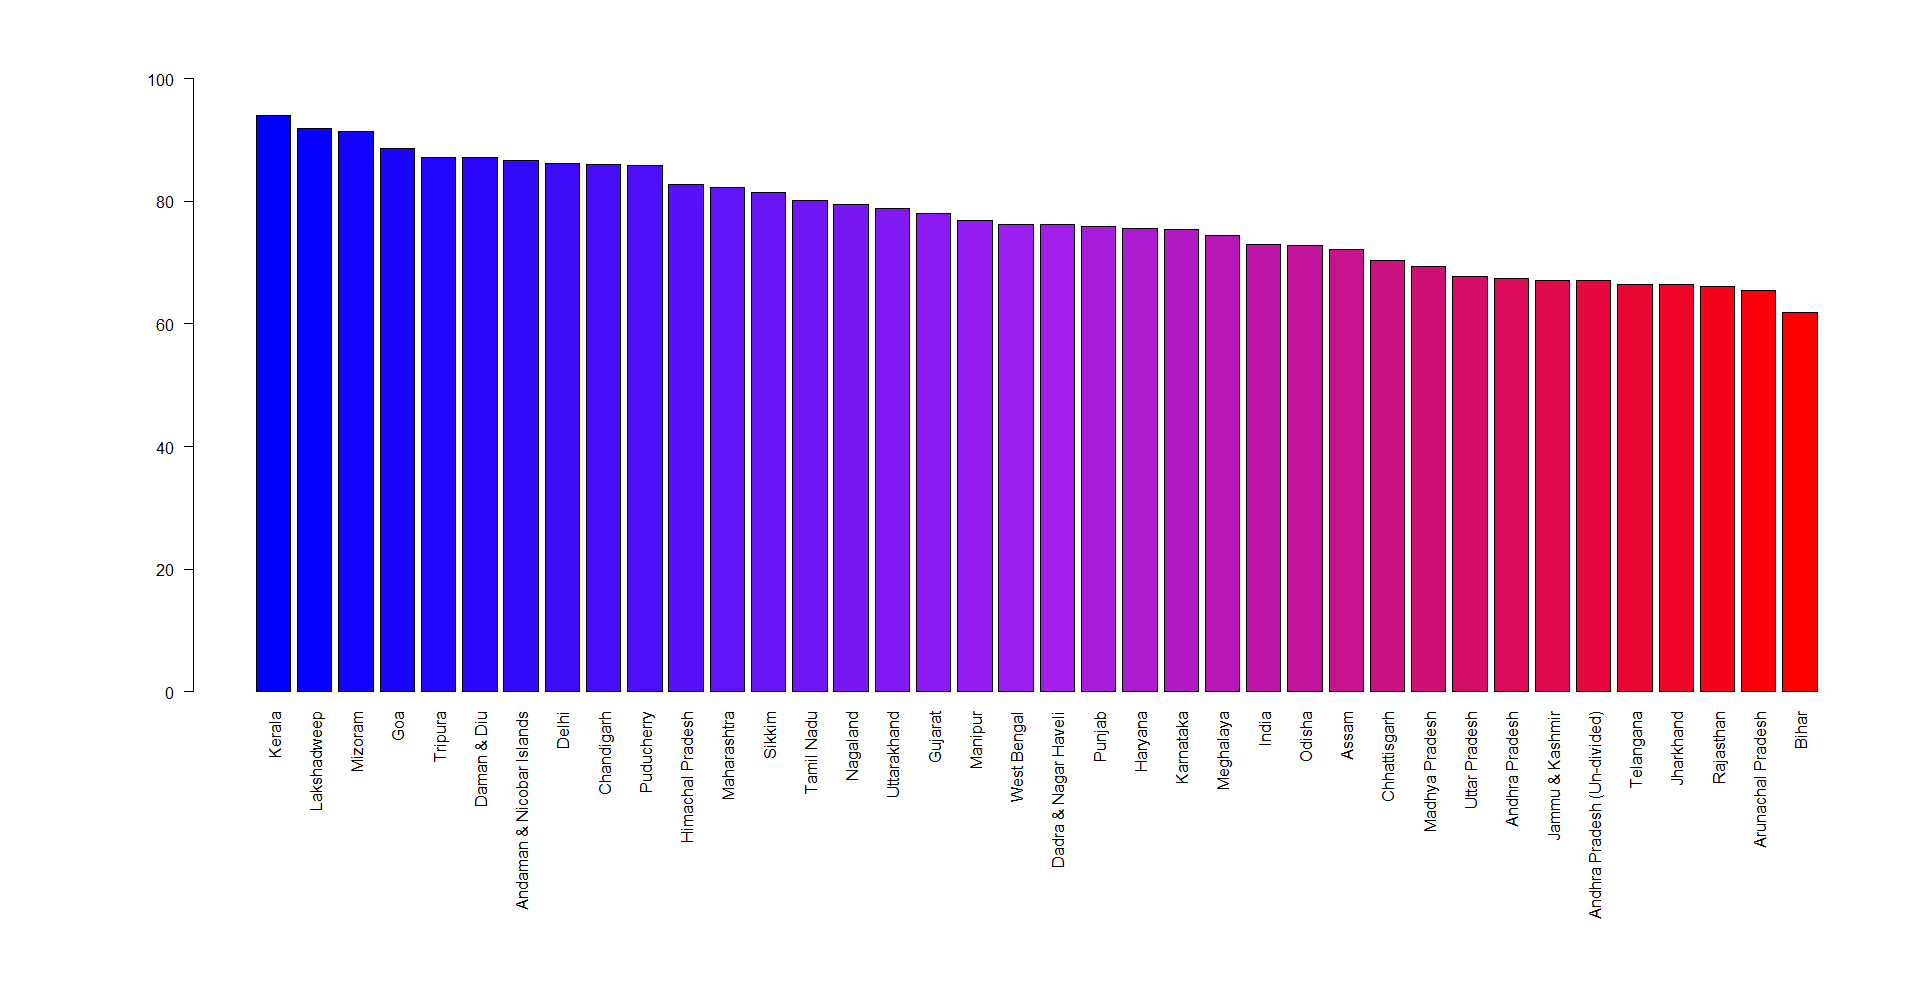 100
80
60
40
20
0
Kerala
Lakshadweep
Mizoram
Goa
Tripura
Daman & Diu
Andaman & Nicobar Islands
Delhi
Chandigarh
Puducherry
Himachal Pradesh
Maharashtra
Sikkim
Tamil Nadu
Nagaland
Uttarakhand
Gujarat
Manipur
West Bengal
Dadra & Nagar Haveli
Punjab
Haryana
Karnataka
Meghalaya
India
Odisha
Assam
Chhattisgarh
Madhya Pradesh
Uttar Pradesh
Andhra Pradesh
Jammu & Kashmir
Andhra Pradesh (Un-divided)
Telangana
Jharkhand
Rajasthan
Arunachal Pradesh
Bihar